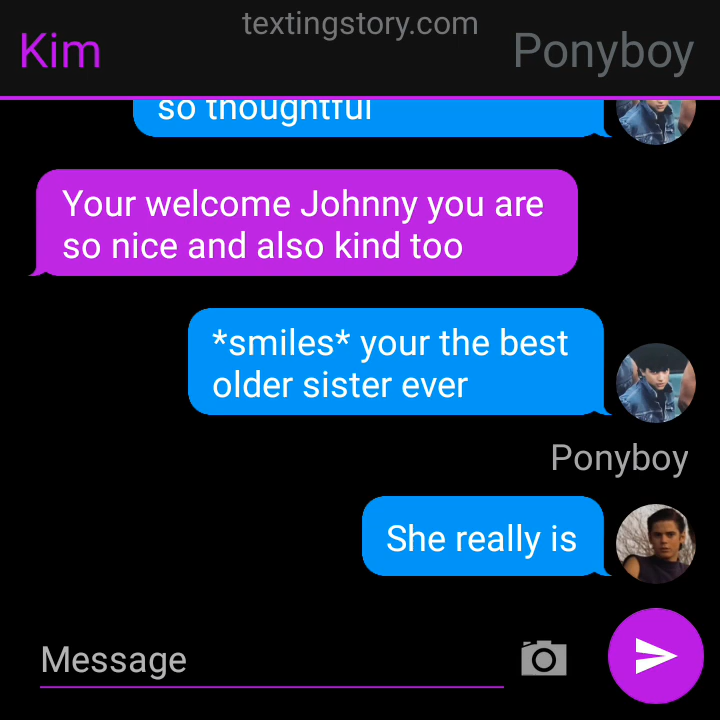 textingstory.com
Kim
Ponyboy
so thoughtful
Your welcome Johnny you are
so nice and also kind too
*smiles* your the best
older sister ever
Ponyboy
She really is
Message